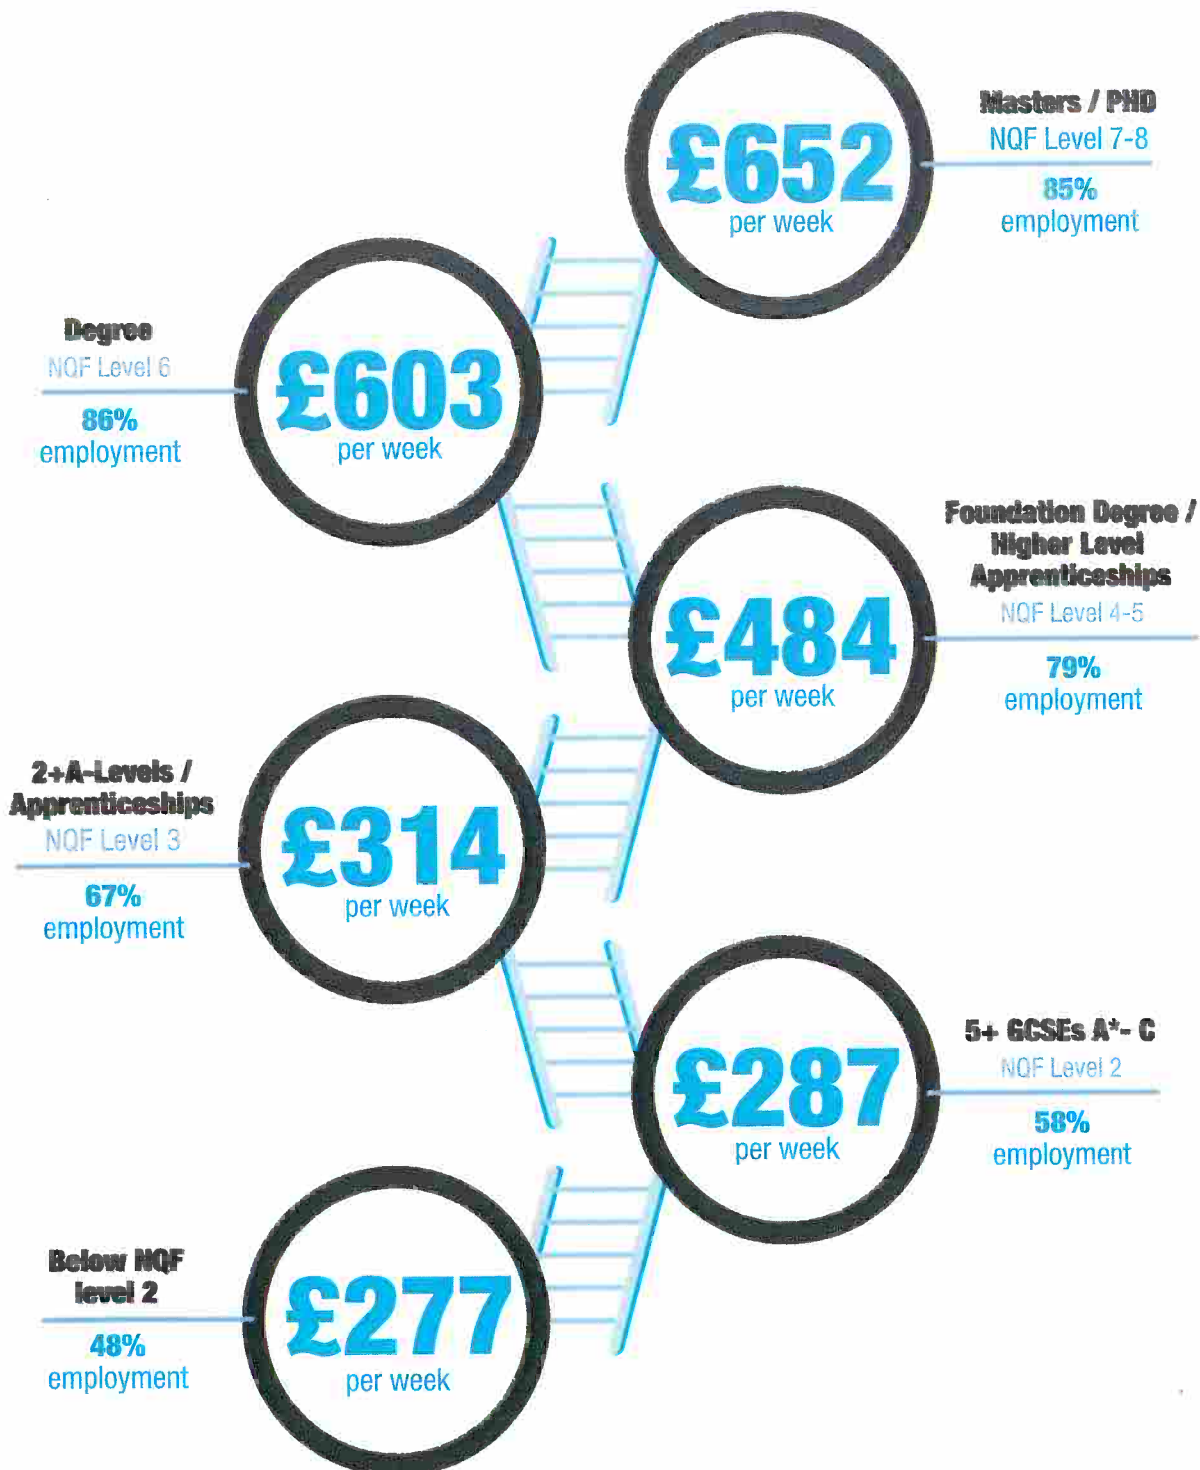 £652
per week
Masters / PHD
NQF Level 7-8
85%
employment
Degree
NQF Level 6
86%
employment
£603
per week
Foundation Degree /
Higher Level
Apprenticeships
NQF Level 4-5
79%
employment
£484
per week
2+A-Levels /
Apprenticeships
NQF Level 3
67%
employment
£314
per week
5+ GCSEs A*- C
NQF Level 2
58%
employment
£287
per week
Below NQF
level 2
48%
employment
£277
per week